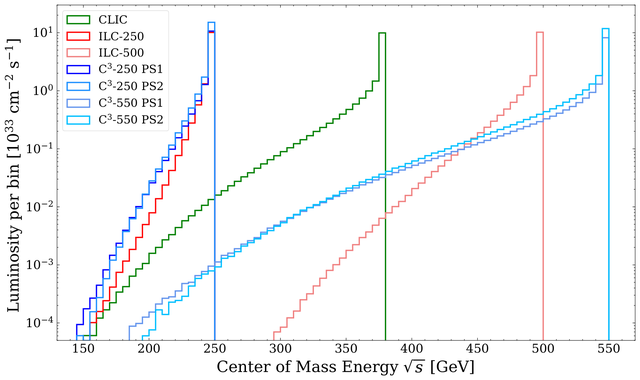 CLIC
ILC-250
ILC-500
C³-250 PS1
C³-250 PS2
C³-550 PS1
C³-550 PS2
Luminosity per bin [10³³ cm⁻² s⁻¹]
10¹
10⁰
10⁻¹
10⁻²
10⁻³
10⁻⁴
150 200 250 300 350 400 450 500 550
Center of Mass Energy √s [GeV]